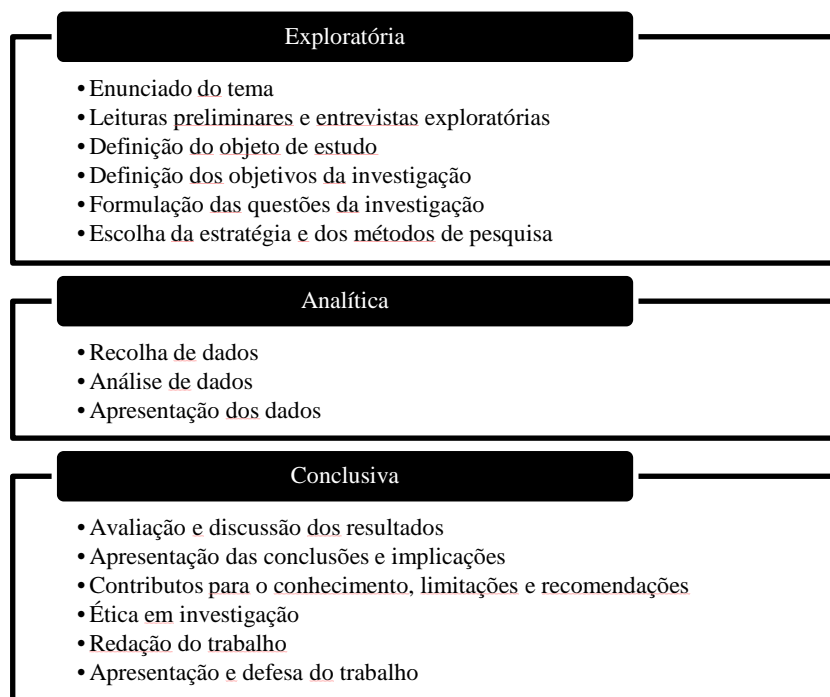 Exploratória
• Enunciado do tema
• Leituras preliminares e entrevistas exploratórias
• Definição do objeto de estudo
• Definição dos objetivos da investigação
• Formulação das questões da investigação
• Escolha da estratégia e dos métodos de pesquisa
Analítica
• Recolha de dados
• Análise de dados
• Apresentação dos dados
Conclusiva
• Avaliação e discussão dos resultados
• Apresentação das conclusões e implicações
• Contributos para o conhecimento, limitações e recomendações
• Ética em investigação
• Redação do trabalho
• Apresentação e defesa do trabalho